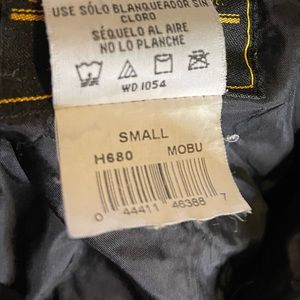 USE SÓLO BLANQUEADOR SIN
CLORO
SÉQUELO AL AIRE
NO LO PLANCHE
WD 1054
SMALL
H680 MOBU
0 44411 46388 7